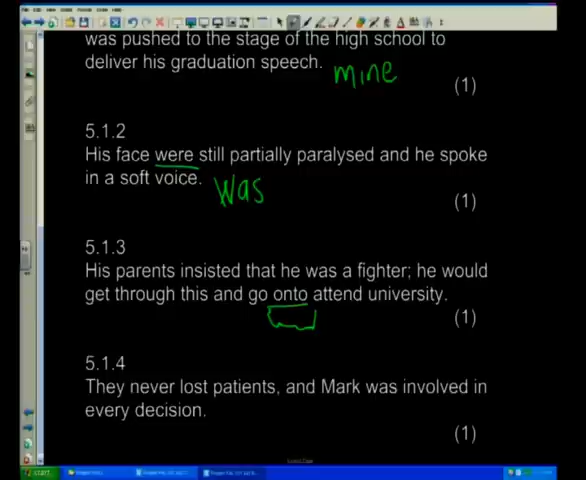 was pushed to the stage of the high school to
deliver his graduation speech.
mine
(1)
5.1.2
His face were still partially paralysed and he spoke
in a soft voice.
was
(1)
5.1.3
His parents insisted that he was a fighter; he would
get through this and go onto attend university.
(1)
5.1.4
They never lost patients, and Mark was involved in
every decision.
(1)
start